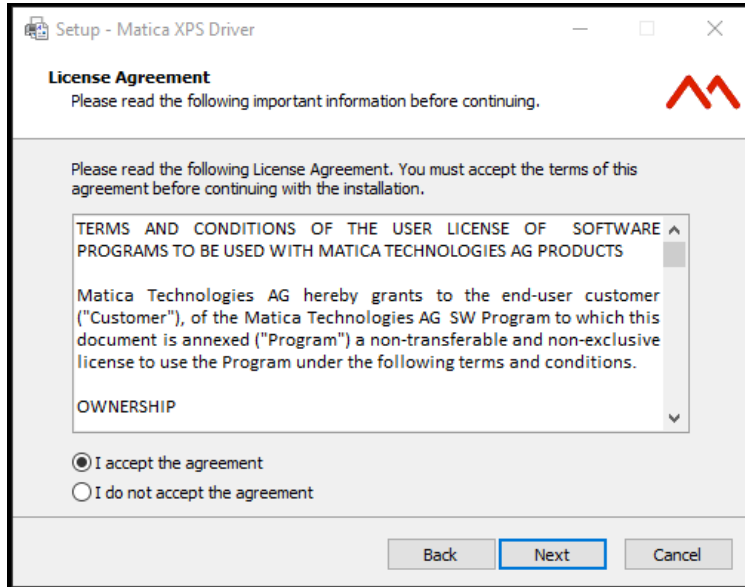 Setup - Matica XPS Driver
License Agreement
Please read the following important information before continuing.
Please read the following License Agreement. You must accept the terms of this
agreement before continuing with the installation.
TERMS AND CONDITIONS OF THE USER LICENSE OF SOFTWARE
PROGRAMS TO BE USED WITH MATICA TECHNOLOGIES AG PRODUCTS
Matica Technologies AG hereby grants to the end-user customer
("Customer"), of the Matica Technologies AG SW Program to which this
document is annexed ("Program") a non-transferable and non-exclusive
license to use the Program under the following terms and conditions.
OWNERSHIP
I accept the agreement
I do not accept the agreement
Back Next Cancel